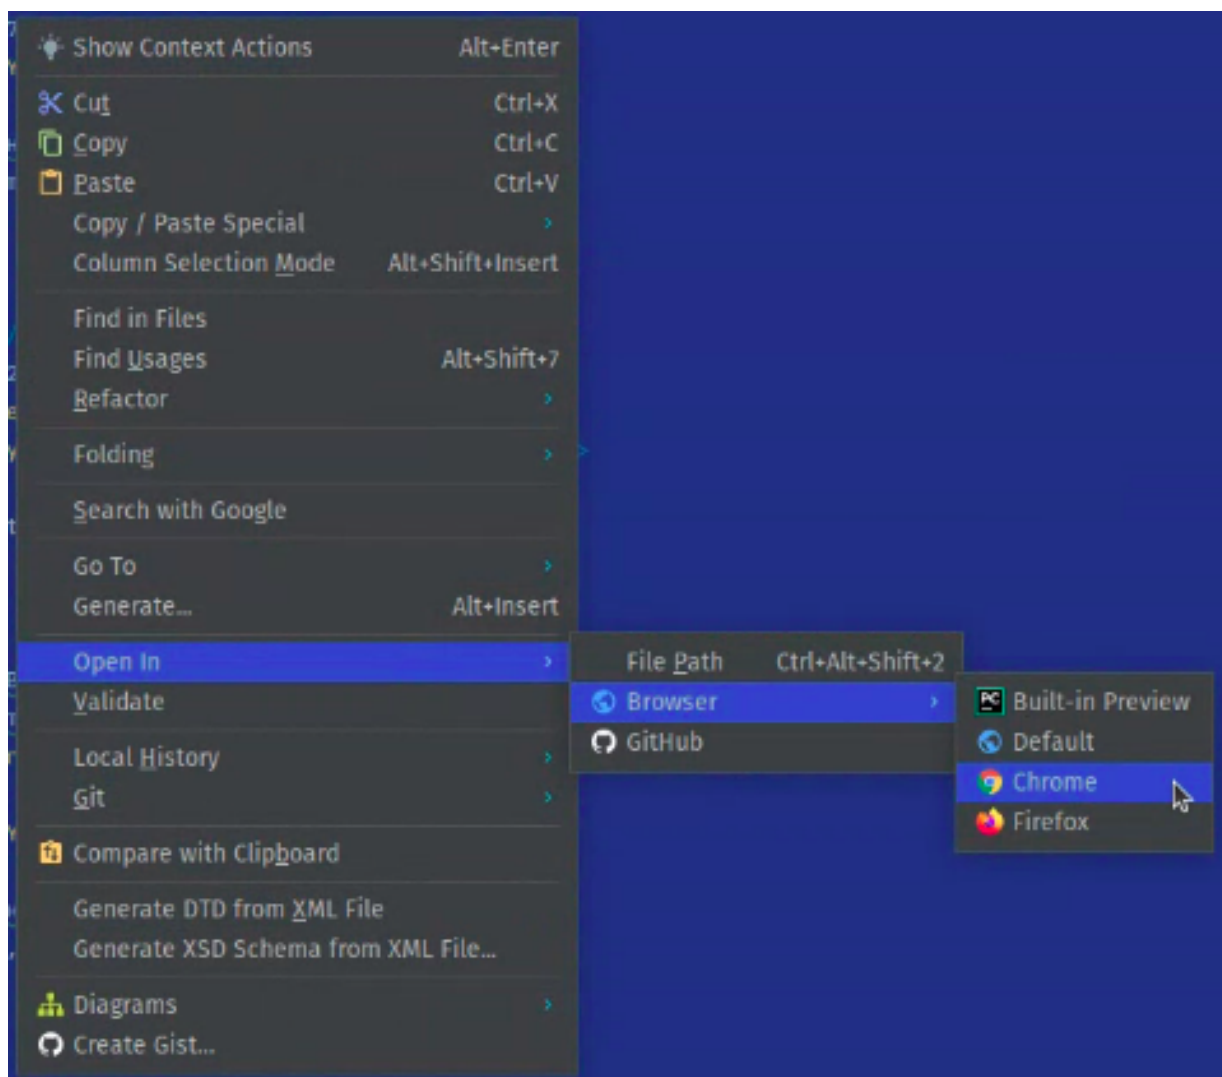 Show Context Actions Alt+Enter
Cut Ctrl+X
Copy Ctrl+C
Paste Ctrl+V
Copy / Paste Special
Column Selection Mode Alt+Shift+Insert
Find in Files
Find Usages Alt+Shift+7
Refactor
Folding
Search with Google
Go To
Generate... Alt+Insert
Open In
Validate
Local History
Git
Compare with Clipboard
Generate DTD from XML File
Generate XSD Schema from XML File...
Diagrams
Create Gist...
File Path Ctrl+Alt+Shift+2
Browser
GitHub
PC Built-in Preview
Default
Chrome
Firefox